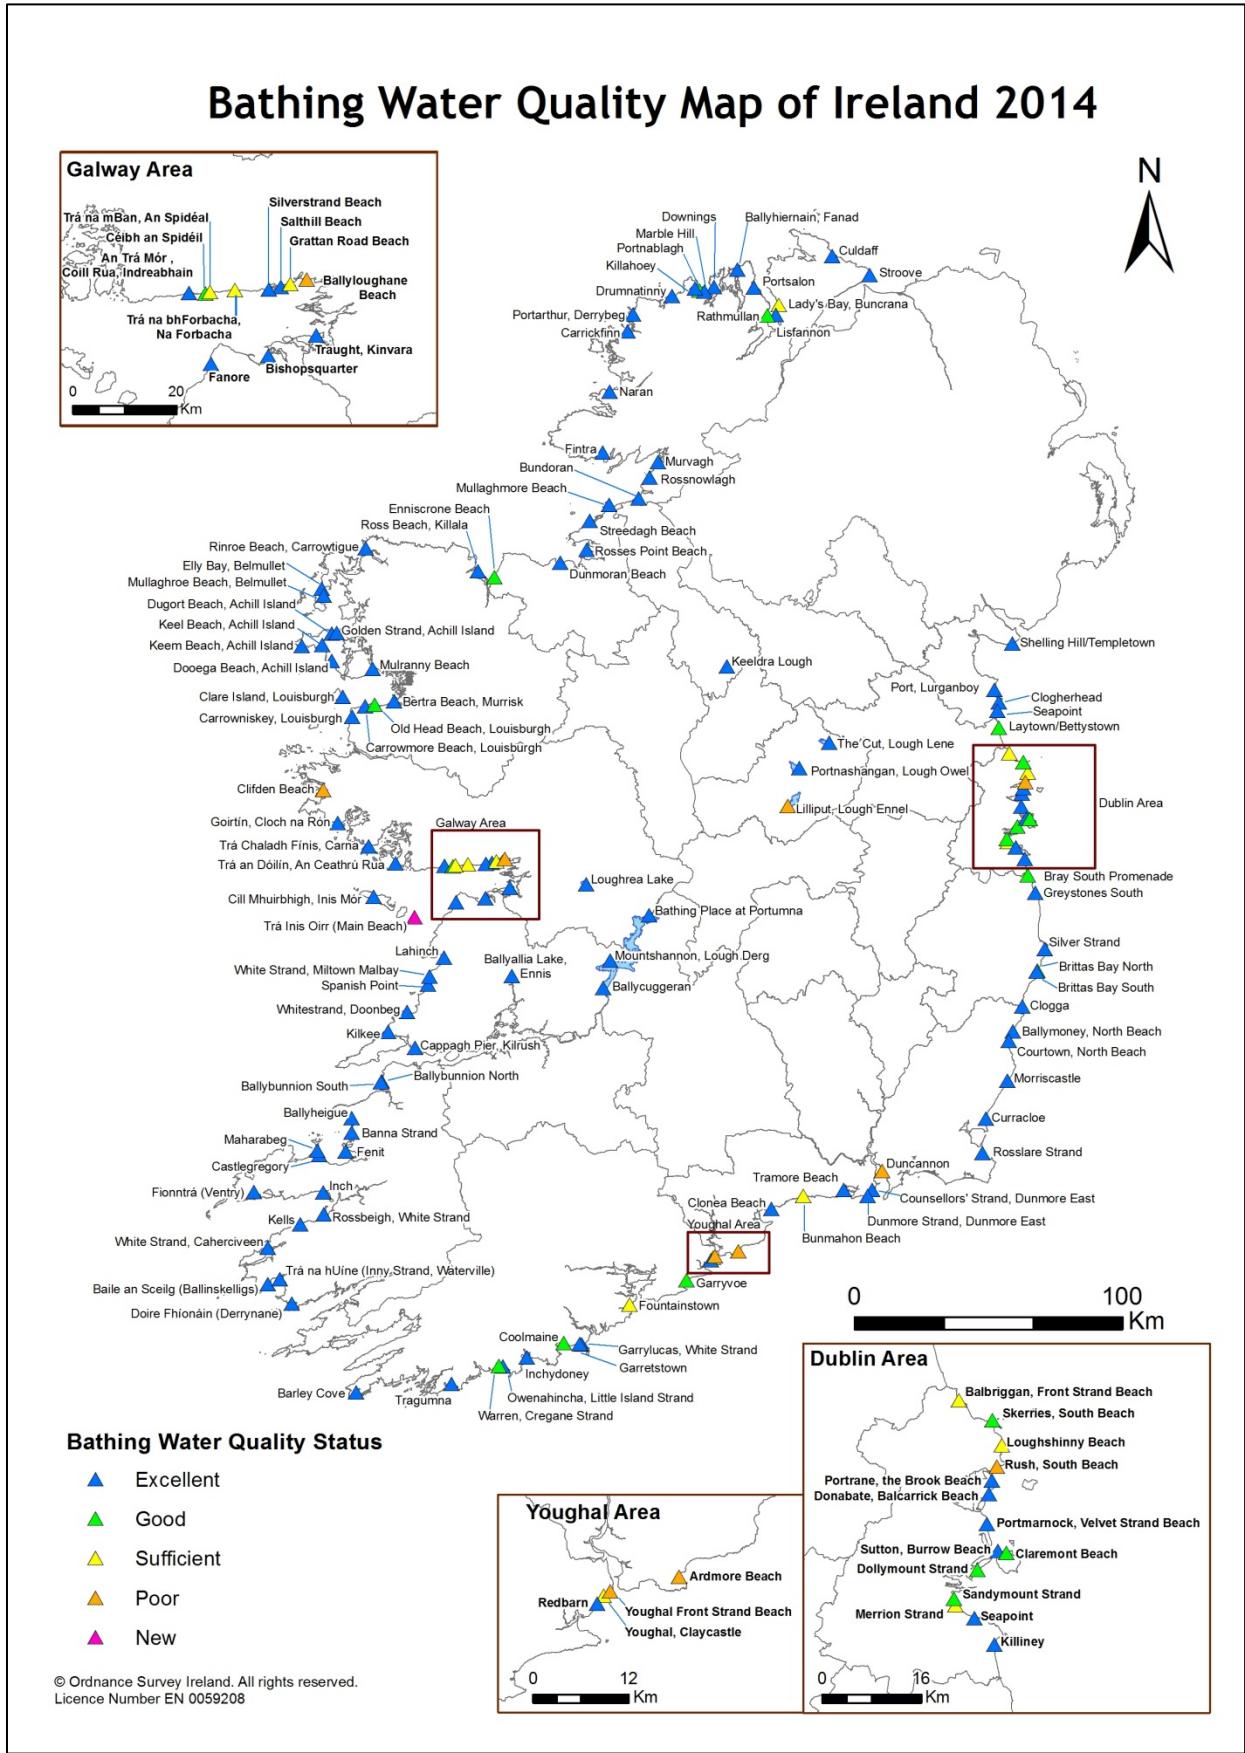 Bathing Water Quality Map of Ireland 2014
Galway Area
Silverstrand Beach
Trá na mBan, An Spidéal
Salthill Beach
Céibh an Spidéil
Grattan Road Beach
An Trá Mór ,
Coill Rua, Indreabhain
Ballyloughane
Beach
Trá na bhForbacha,
Na Forbacha
Traught, Kinvara
Bishopsquarter
Fanore
0 20
Km
N
Downings
Ballyhiernain, Fanad
Marble Hill
Portnablagh
Culdaff
Killahoey
Stroove
Portsalon
Drumnatinny
Lady's Bay, Buncrana
Portarthur, Derrybeg
Rathmullan
Carrickfinn
Lisfannon
Naran
Fintra
Murvagh
Bundoran
Rossnowlagh
Mullaghmore Beach
Enniscrone Beach
Ross Beach, Killala
Streedagh Beach
Rinroe Beach, Carrowtigue
Rosses Point Beach
Elly Bay, Belmullet
Dunmoran Beach
Mullaghroe Beach, Belmullet
Dugort Beach, Achill Island
Keel Beach, Achill Island
Golden Strand, Achill Island
Keem Beach, Achill Island
Shelling Hill/Templetown
Dooega Beach, Achill Island
Mulranny Beach
Keeldra Lough
Clare Island, Louisburgh
Bertra Beach, Murrisk
Port, Lurganboy
Clogherhead
Seapoint
Carrowniskey, Louisburgh
Old Head Beach, Louisburgh
Laytown/Bettystown
Carrowmore Beach, Louisburgh
The Cut, Lough Lene
Portnashangan, Lough Owel
Clifden Beach
Lilliput, Lough Ennel
Dublin Area
Goirtín, Cloch na Rón
Galway Area
Trá Chaladh Fínis, Carna
Trá an Dóilín, An Ceathrú Rua
Loughrea Lake
Bray South Promenade
Greystones South
Cill Mhuirbhigh, Inis Mór
Bathing Place at Portumna
Trá Inis Oirr (Main Beach)
Lahinch
Ballyallia Lake,
Ennis
Mountshannon, Lough Derg
Silver Strand
White Strand, Miltown Malbay
Brittas Bay North
Spanish Point
Ballycuggeran
Brittas Bay South
Whitestrand, Doonbeg
Clogga
Kilkee
Ballymoney, North Beach
Cappagh Pier, Kilrush
Courtown, North Beach
Ballybunnion North
Morriscastle
Ballybunnion South
Ballyheigue
Curracloe
Banna Strand
Maharabeg
Fenit
Rosslare Strand
Castlegregory
Duncannon
Tramore Beach
Fionntrá (Ventry)
Inch
Counsellors' Strand, Dunmore East
Clonea Beach
Kells
Rossbeigh, White Strand
Dunmore Strand, Dunmore East
Youghal Area
Bunmahon Beach
White Strand, Caherciveen
Trá na hUíne (Inny Strand, Waterville)
Garryvoe
Baile an Sceilg (Ballinskelligs)
Fountainstown
Doire Fhíonáin (Derrynane)
0 100
Km
Coolmaine
Garrylucas, White Strand
Garretstown
Inchydoney
Barley Cove
Tragumna
Owenahincha, Little Island Strand
Warren, Cregane Strand
Dublin Area
Balbriggan, Front Strand Beach
Skerries, South Beach
Loughshinny Beach
Rush, South Beach
Portrane, the Brook Beach
Donabate, Balcarrick Beach
Portmarnock, Velvet Strand Beach
Sutton, Burrow Beach
Claremont Beach
Dollymount Strand
Sandymount Strand
Merrion Strand
Seapoint
Killiney
0 16
Km
Bathing Water Quality Status
Excellent
Good
Sufficient
Poor
New
Youghal Area
Ardmore Beach
Redbarn
Youghal Front Strand Beach
Youghal, Claycastle
0 12
Km
© Ordnance Survey Ireland. All rights reserved.
Licence Number EN 0059208